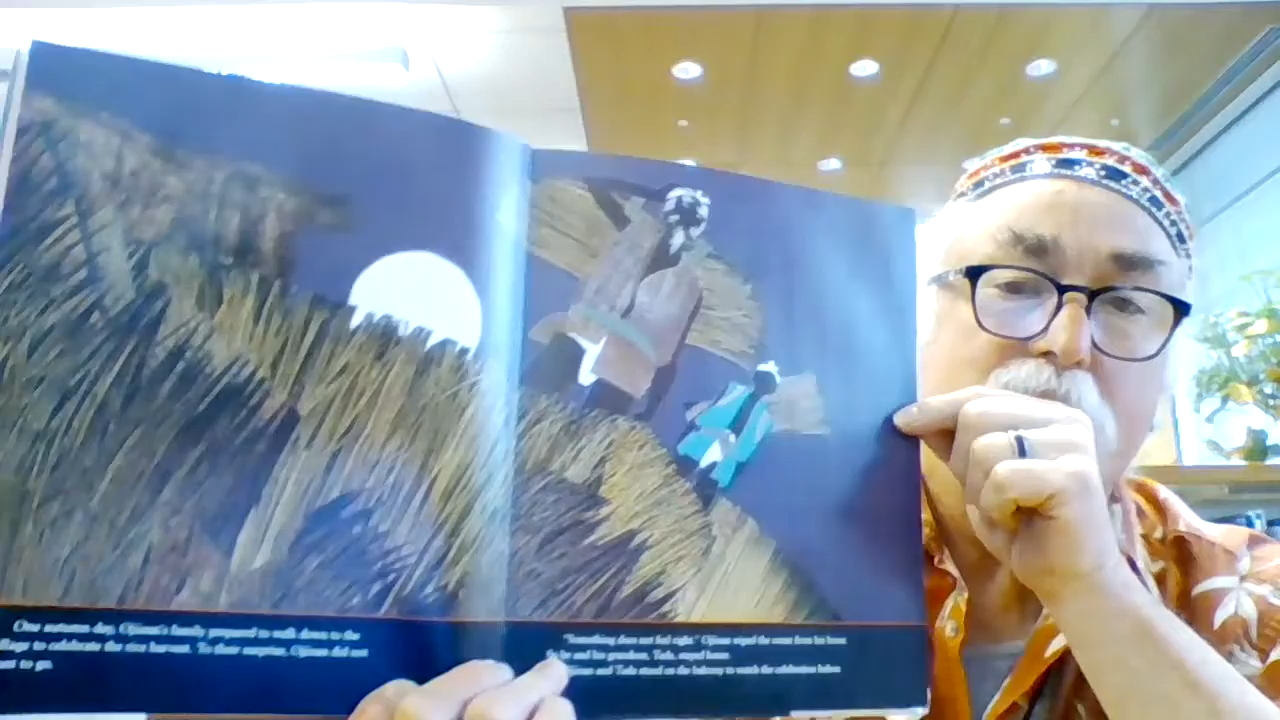 One autumn day, Ojiisan's family prepared to walk down to the
village to celebrate the rice harvest. To their surprise, Ojiisan did not
want to go.
"Something does not feel right." Ojiisan wiped the sweat from his brow.
So he and his grandson, Tada, stayed home.
Ojiisan and Tada stood on the balcony to watch the celebration below.